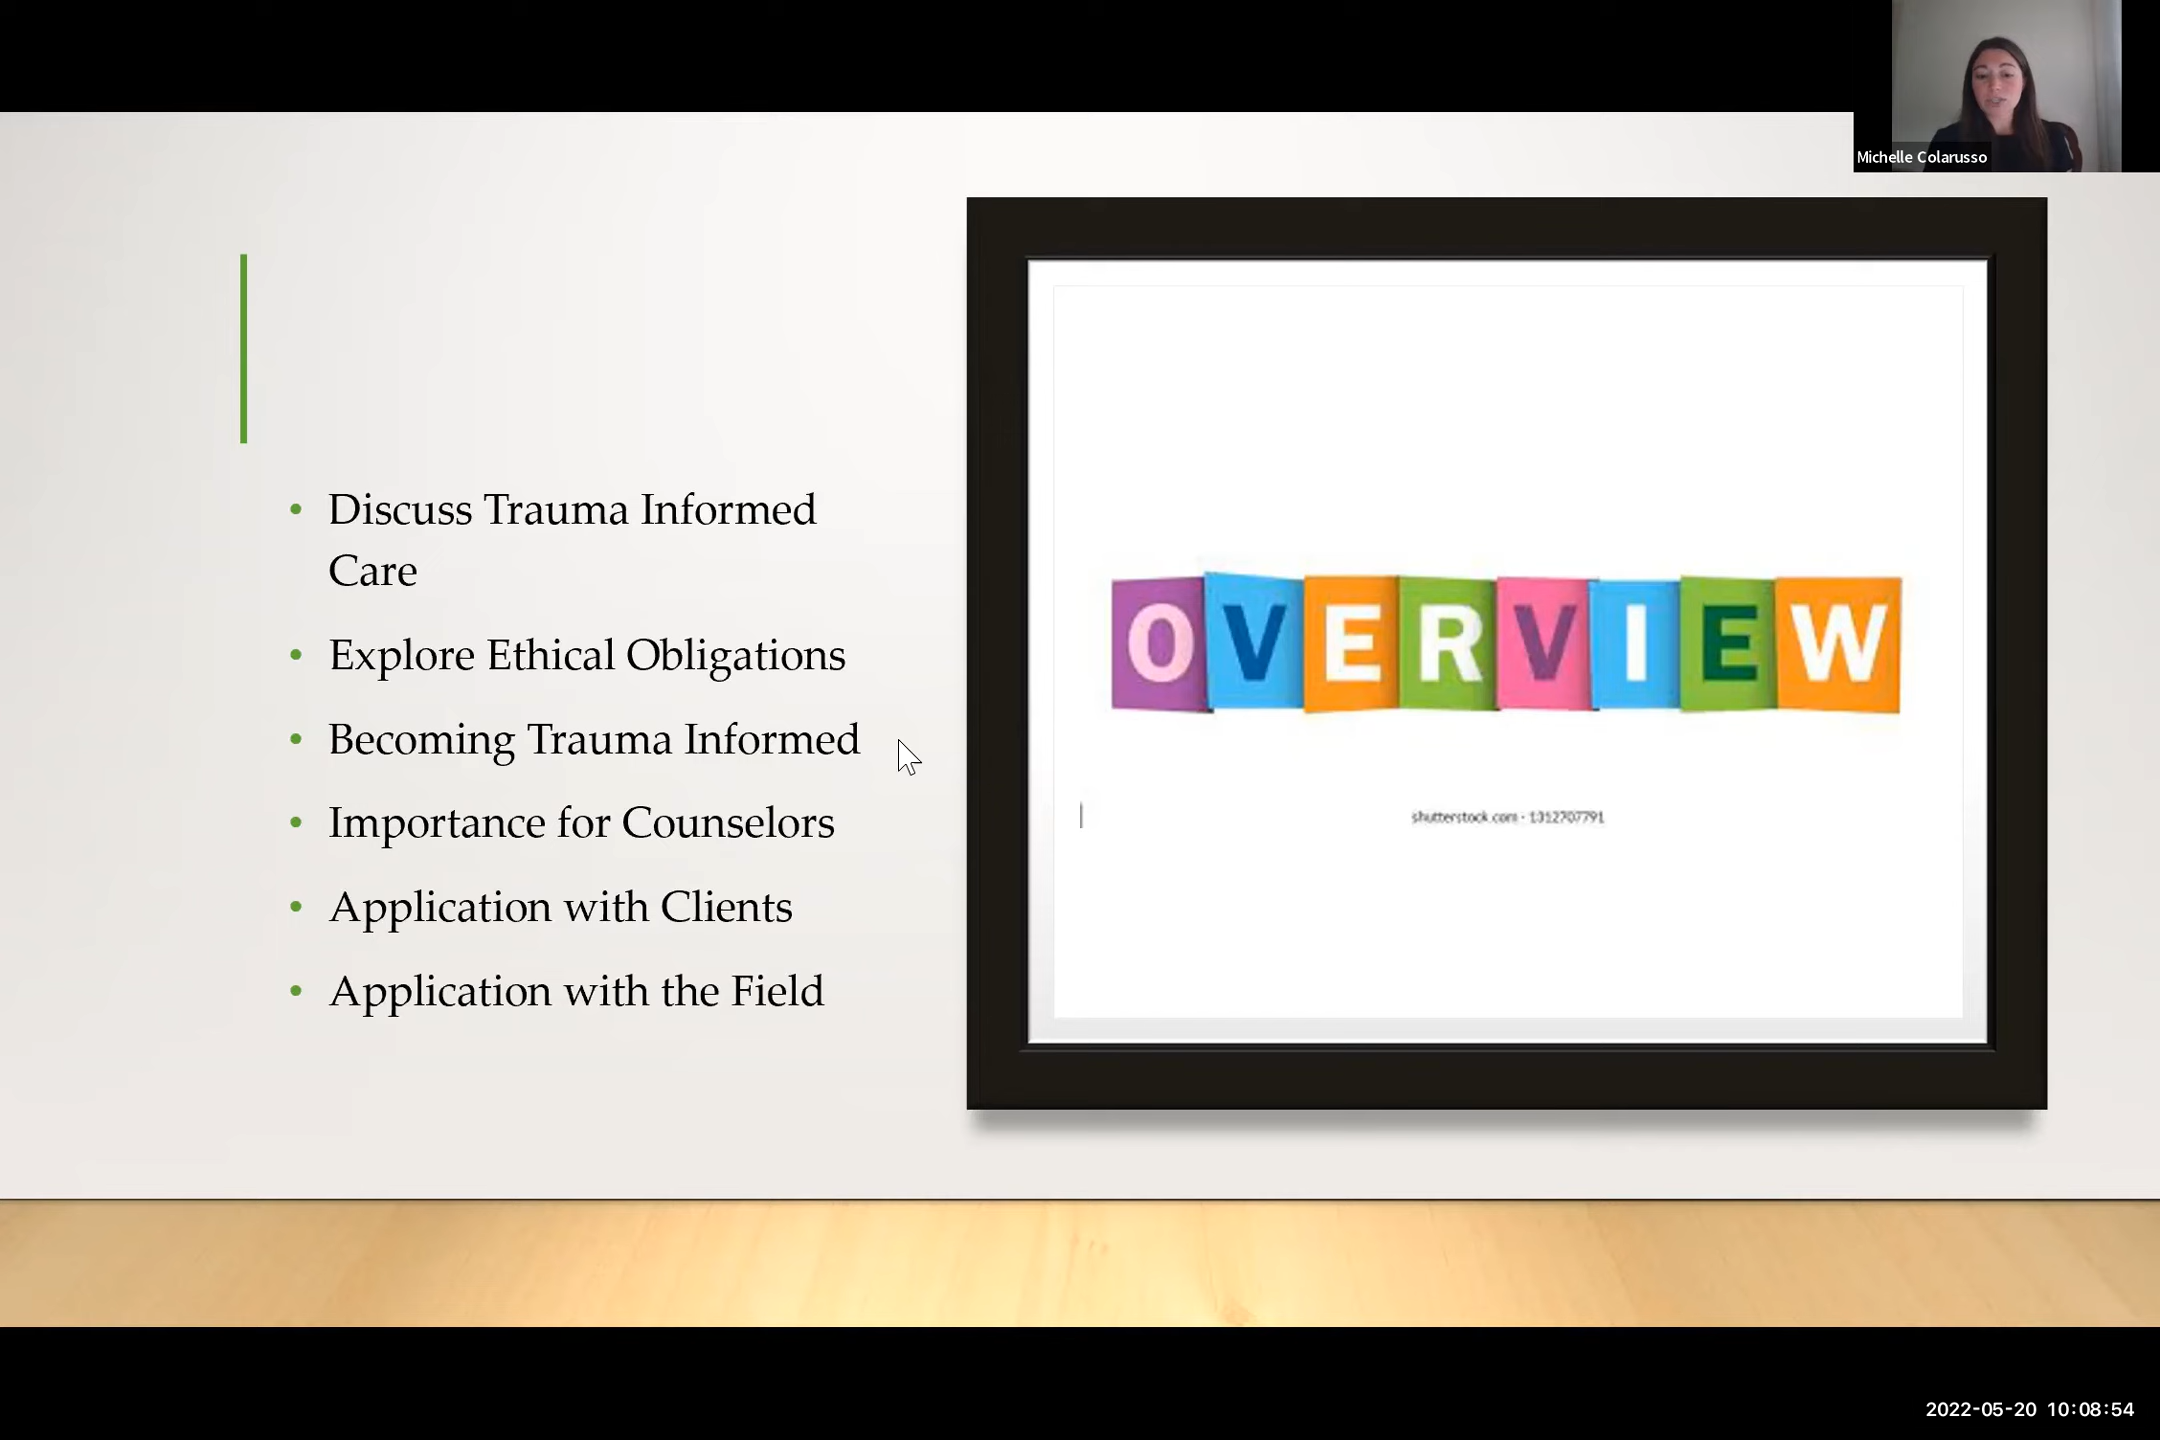 Michelle Colarusso
• Discuss Trauma Informed
Care
• Explore Ethical Obligations
• Becoming Trauma Informed
• Importance for Counselors
• Application with Clients
• Application with the Field
OVERVIEW
shutterstock.com · 1312707791
2022-05-20 10:08:54